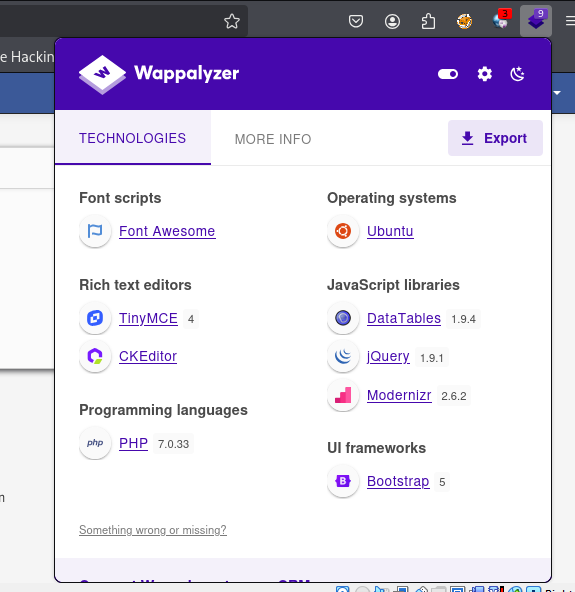 3
9
e Hackin
Wappalyzer
TECHNOLOGIES
MORE INFO
Export
Font scripts
Font Awesome
Rich text editors
TinyMCE 4
CKEditor
Programming languages
php PHP 7.0.33
Operating systems
Ubuntu
JavaScript libraries
DataTables 1.9.4
jQuery 1.9.1
Modernizr 2.6.2
UI frameworks
B Bootstrap 5
n
Something wrong or missing?